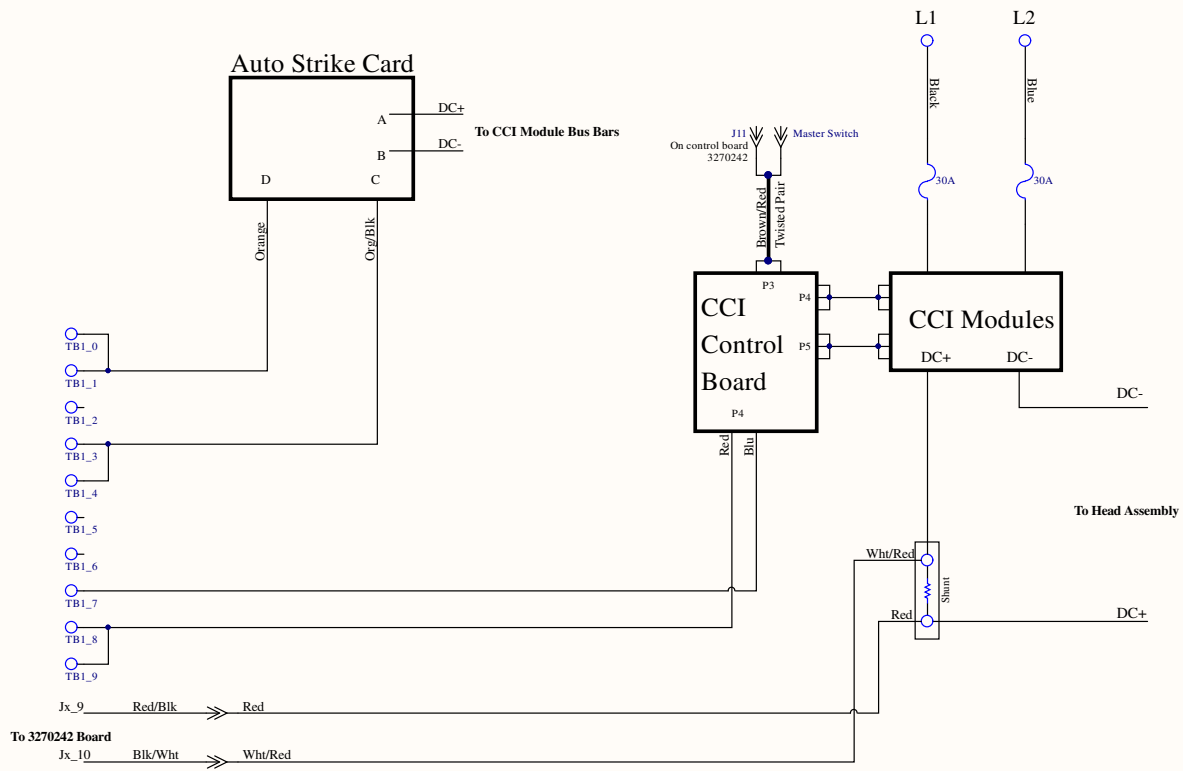 L1
L2
Auto Strike Card
Black
Blue
A
DC+
To CCI Module Bus Bars
B
DC-
D
C
J11
Master Switch
On control board
3270242
30A
30A
Brown/Red
Twisted Pair
Orange
Org/Blk
P3
P4
CCI
Control
Board
P5
P4
CCI Modules
DC+
DC-
DC-
TB1_0
TB1_1
TB1_2
TB1_3
TB1_4
TB1_5
TB1_6
TB1_7
TB1_8
TB1_9
Red
Blu
To Head Assembly
Wht/Red
Shunt
Red
DC+
Jx_9
Red/Blk
Red
To 3270242 Board
Jx_10
Blk/Wht
Wht/Red